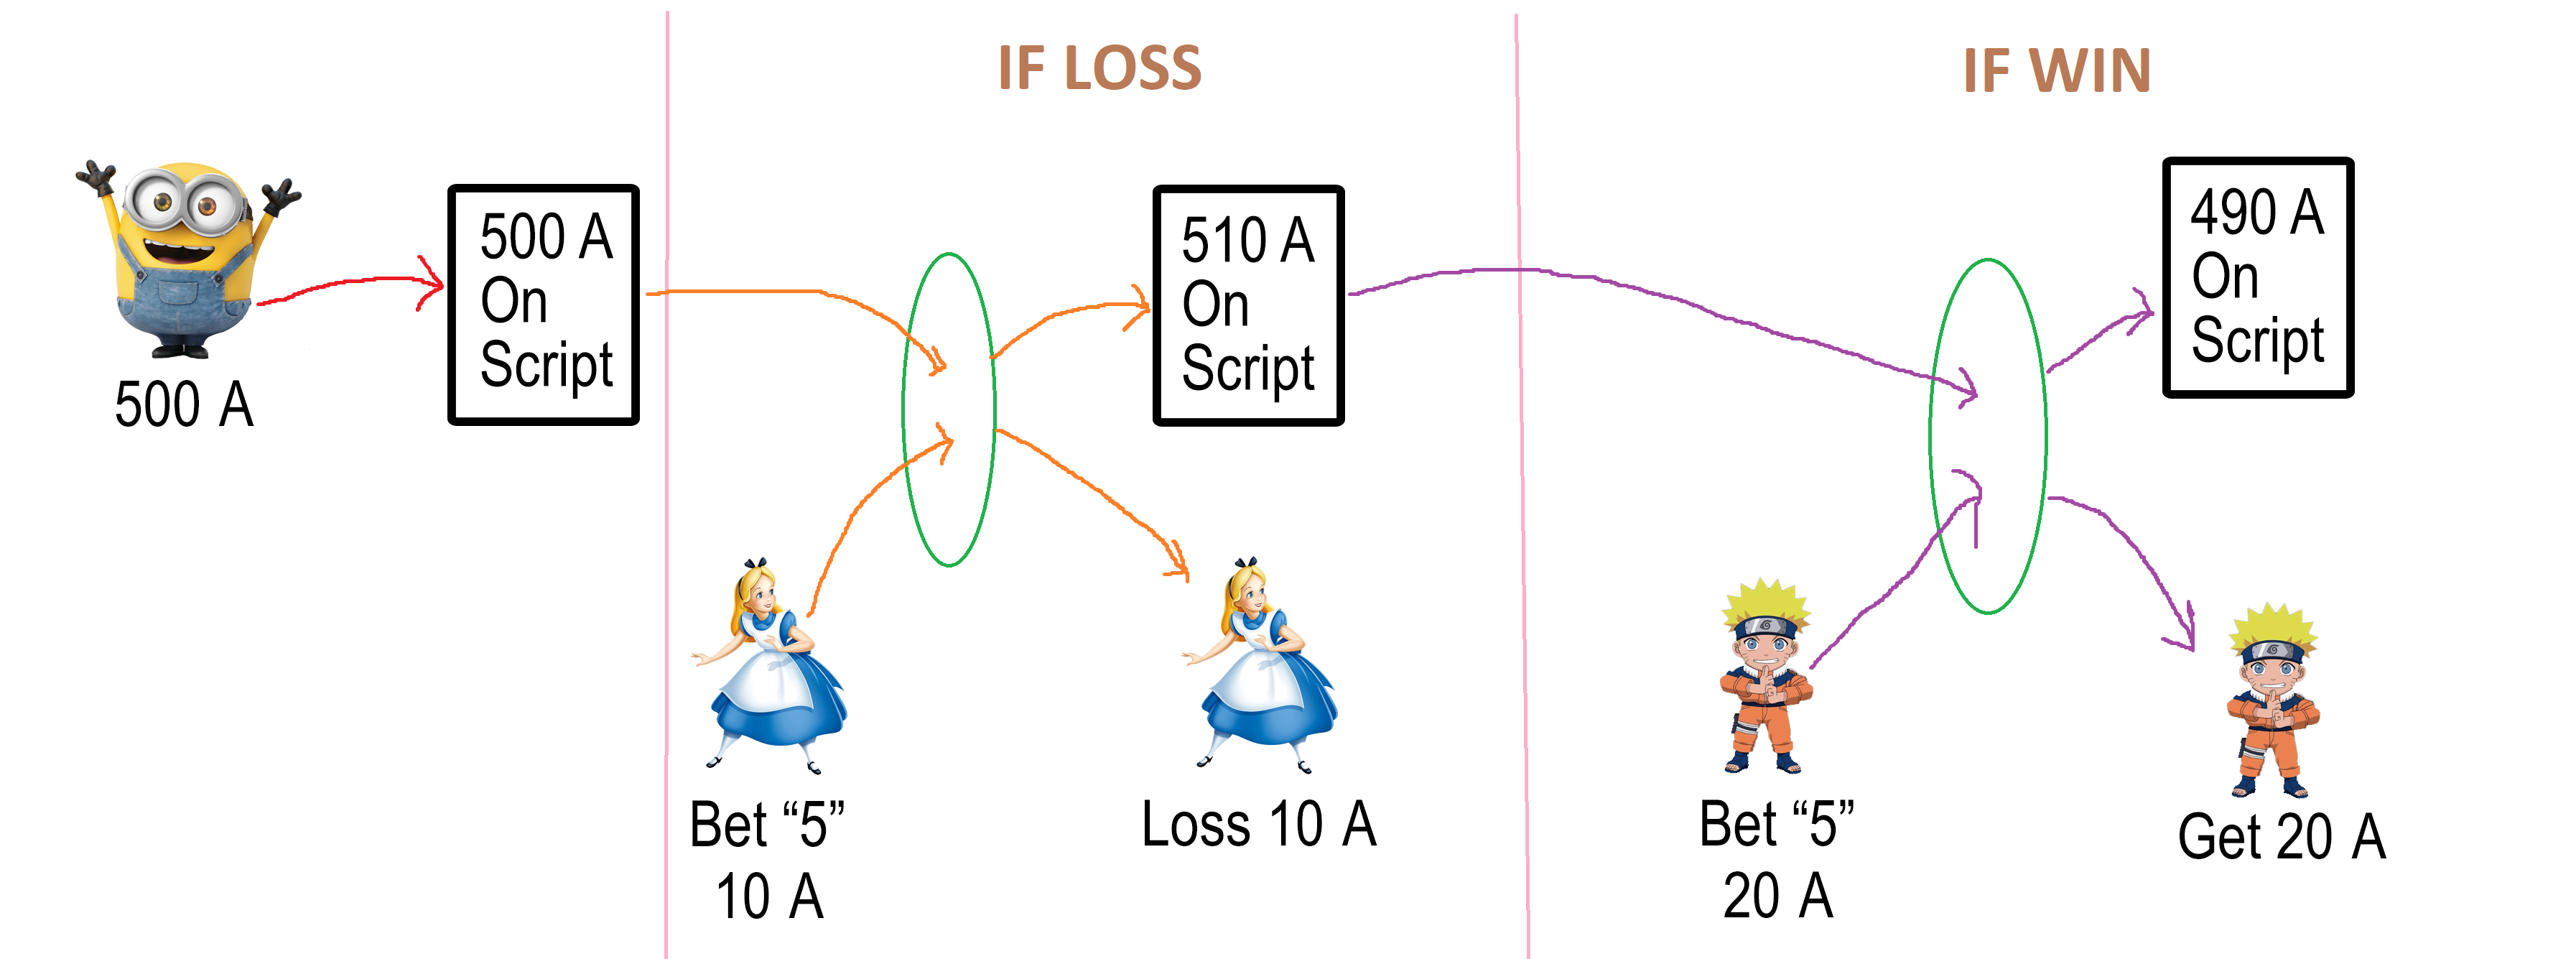 IF LOSS
IF WIN
500 A
500 A
On
Script
510 A
On
Script
490 A
On
Script
Bet “5”
10 A
Loss 10 A
Bet “5”
20 A
Get 20 A